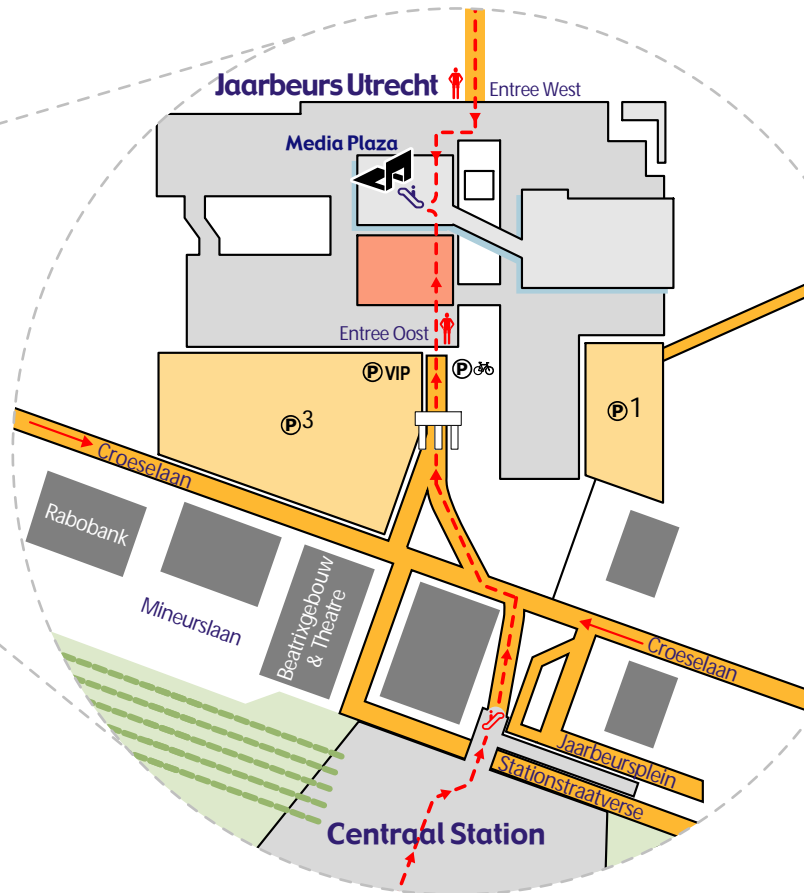 Jaarbeurs Utrecht
Entree West
Media Plaza
Entree Oost
P VIP
P
P 3
P 1
Croeselaan
Rabobank
Beatrixgebouw
& Theatre
Mineurslaan
Croeselaan
Jaarbeursplein
Stationstraatverse
Centraal Station